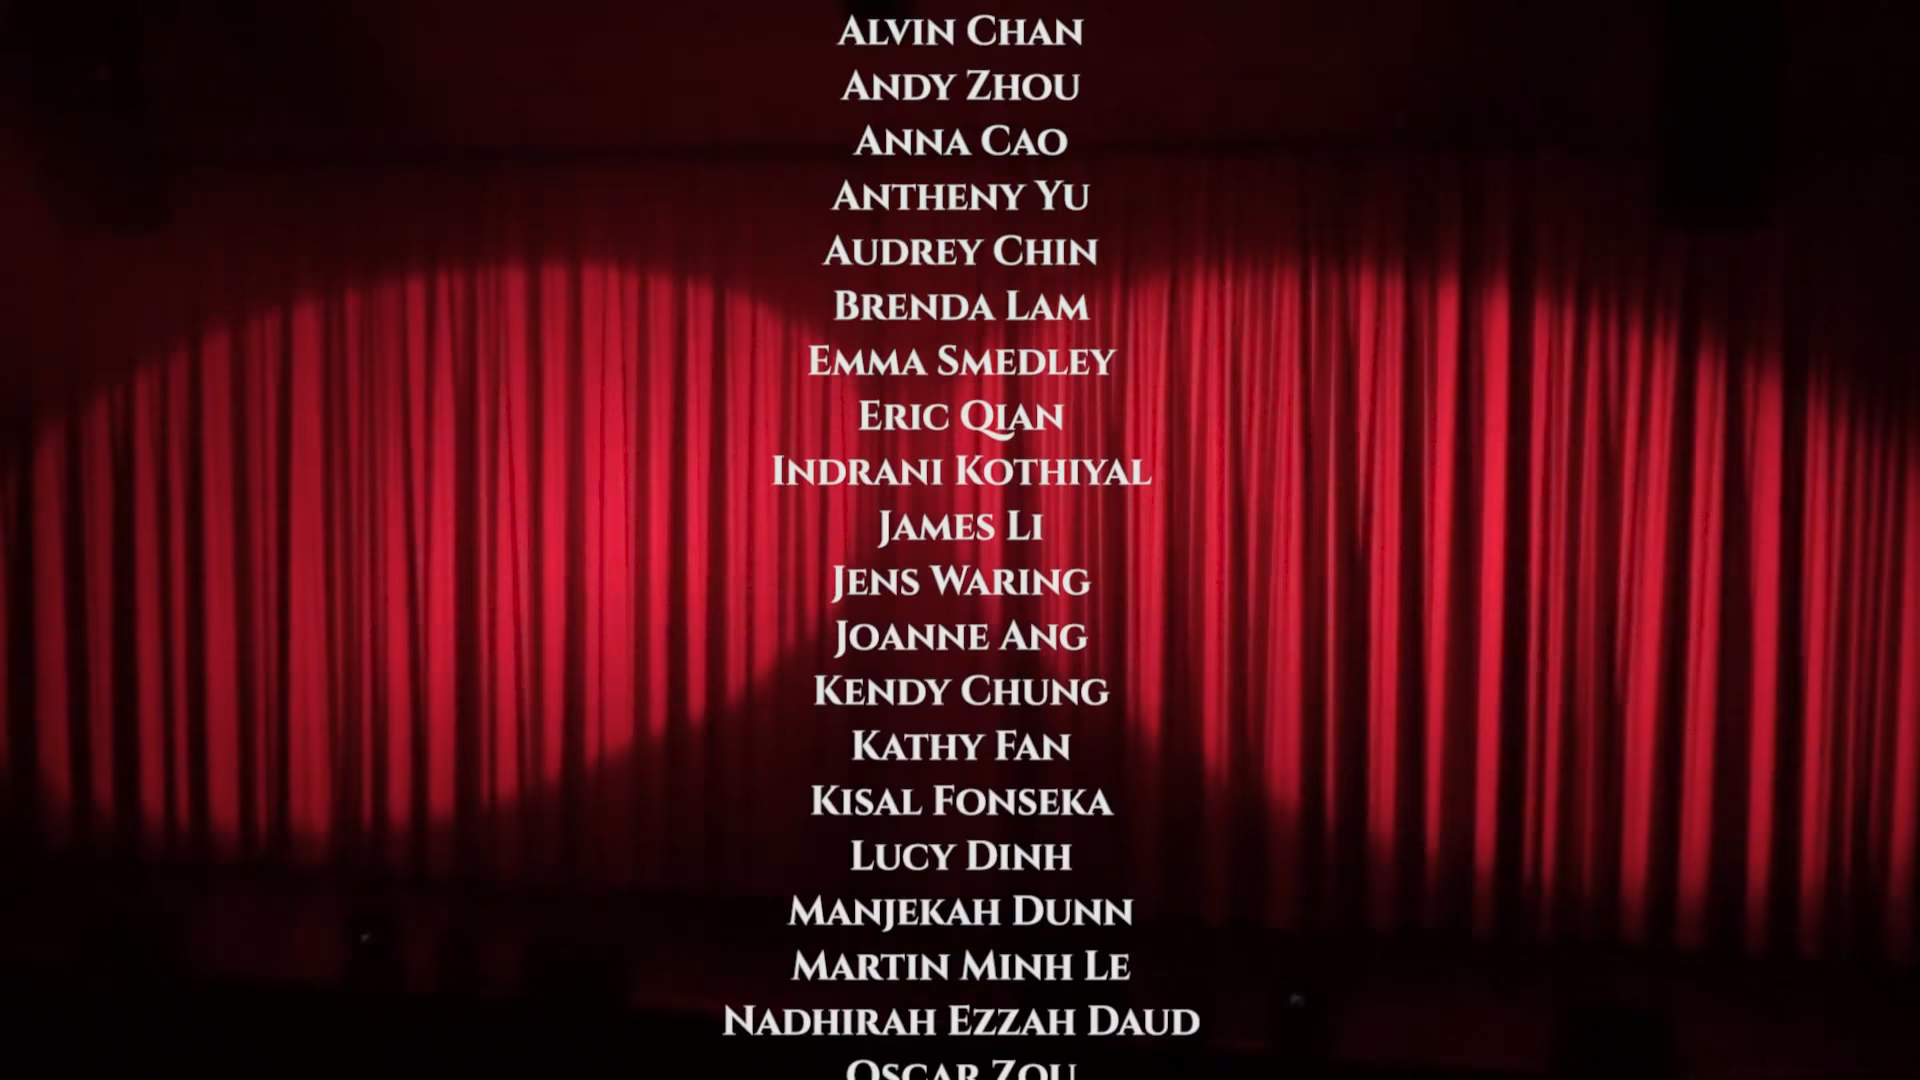 Alvin Chan
Andy Zhou
Anna Cao
Antheny Yu
Audrey Chin
Brenda Lam
Emma Smedley
Eric Qian
Indrani Kothiyal
James Li
Jens Waring
Joanne Ang
Kendy Chung
Kathy Fan
Kisal Fonseka
Lucy Dinh
Manjekah Dunn
Martin Minh Le
Nadhirah Ezzah Daud
Oscar Zou